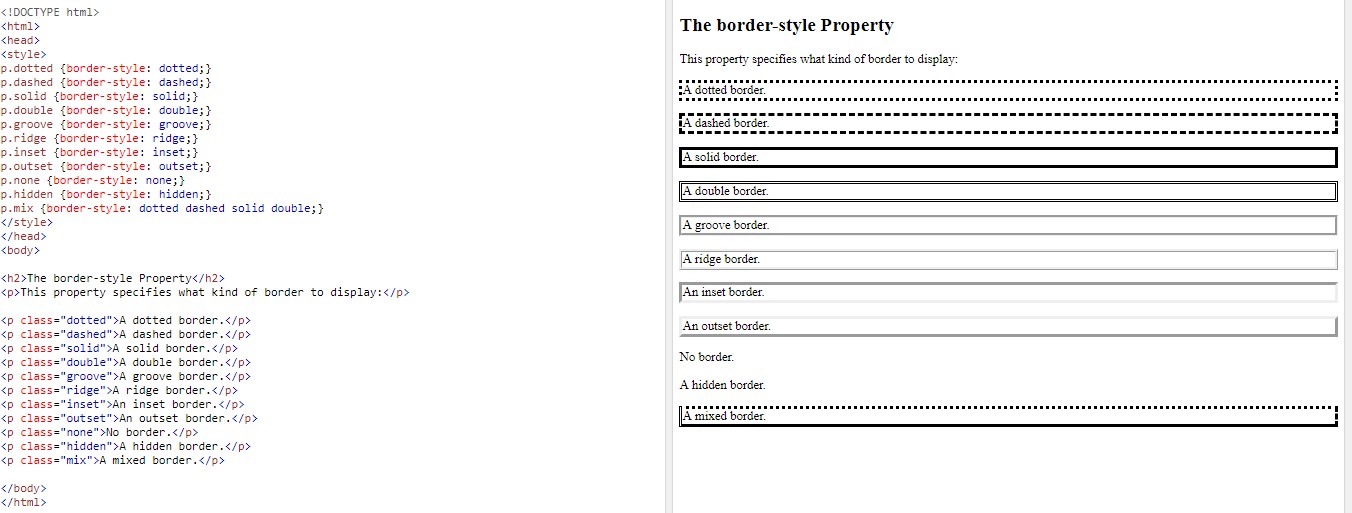 <!DOCTYPE html>
<html>
<head>
<style>
p.dotted {border-style: dotted;}
p.dashed {border-style: dashed;}
p.solid {border-style: solid;}
p.double {border-style: double;}
p.groove {border-style: groove;}
p.ridge {border-style: ridge;}
p.inset {border-style: inset;}
p.outset {border-style: outset;}
p.none {border-style: none;}
p.hidden {border-style: hidden;}
p.mix {border-style: dotted dashed solid double;}
</style>
</head>
<body>
<h2>The border-style Property</h2>
<p>This property specifies what kind of border to display:</p>
<p class="dotted">A dotted border.</p>
<p class="dashed">A dashed border.</p>
<p class="solid">A solid border.</p>
<p class="double">A double border.</p>
<p class="groove">A groove border.</p>
<p class="ridge">A ridge border.</p>
<p class="inset">An inset border.</p>
<p class="outset">An outset border.</p>
<p class="none">No border.</p>
<p class="hidden">A hidden border.</p>
<p class="mix">A mixed border.</p>
</body>
</html>
The border-style Property
This property specifies what kind of border to display:
A dotted border.
A dashed border.
A solid border.
A double border.
A groove border.
A ridge border.
An inset border.
An outset border.
No border.
A hidden border.
A mixed border.